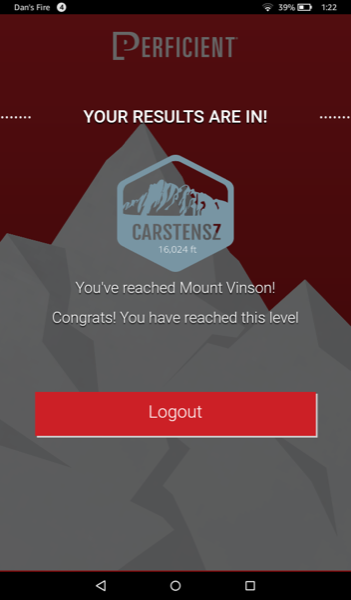 Dan's Fire 4 39% 1:22
PERFICIENT
YOUR RESULTS ARE IN!
CARSTENSZ
16,024 ft
You've reached Mount Vinson!
Congrats! You have reached this level
Logout